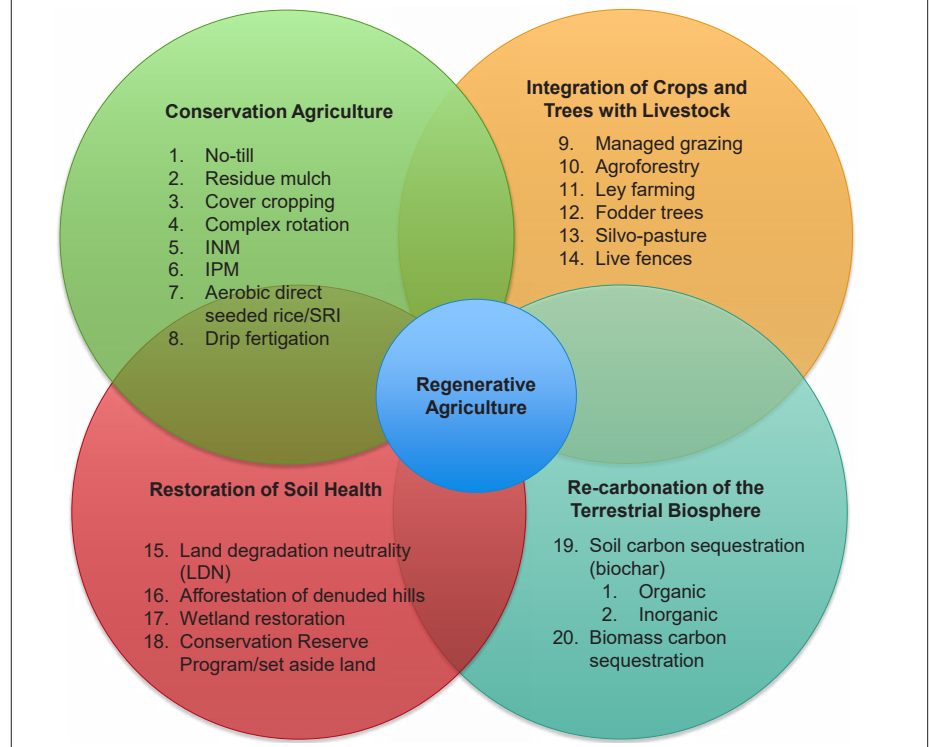 Conservation Agriculture
1. No-till
2. Residue mulch
3. Cover cropping
4. Complex rotation
5. INM
6. IPM
7. Aerobic direct
seeded rice/SRI
8. Drip fertigation
Integration of Crops and
Trees with Livestock
9. Managed grazing
10. Agroforestry
11. Ley farming
12. Fodder trees
13. Silvo-pasture
14. Live fences
Regenerative
Agriculture
Restoration of Soil Health
15. Land degradation neutrality
(LDN)
16. Afforestation of denuded hills
17. Wetland restoration
18. Conservation Reserve
Program/set aside land
Re-carbonation of the
Terrestrial Biosphere
19. Soil carbon sequestration
(biochar)
1. Organic
2. Inorganic
20. Biomass carbon
sequestration